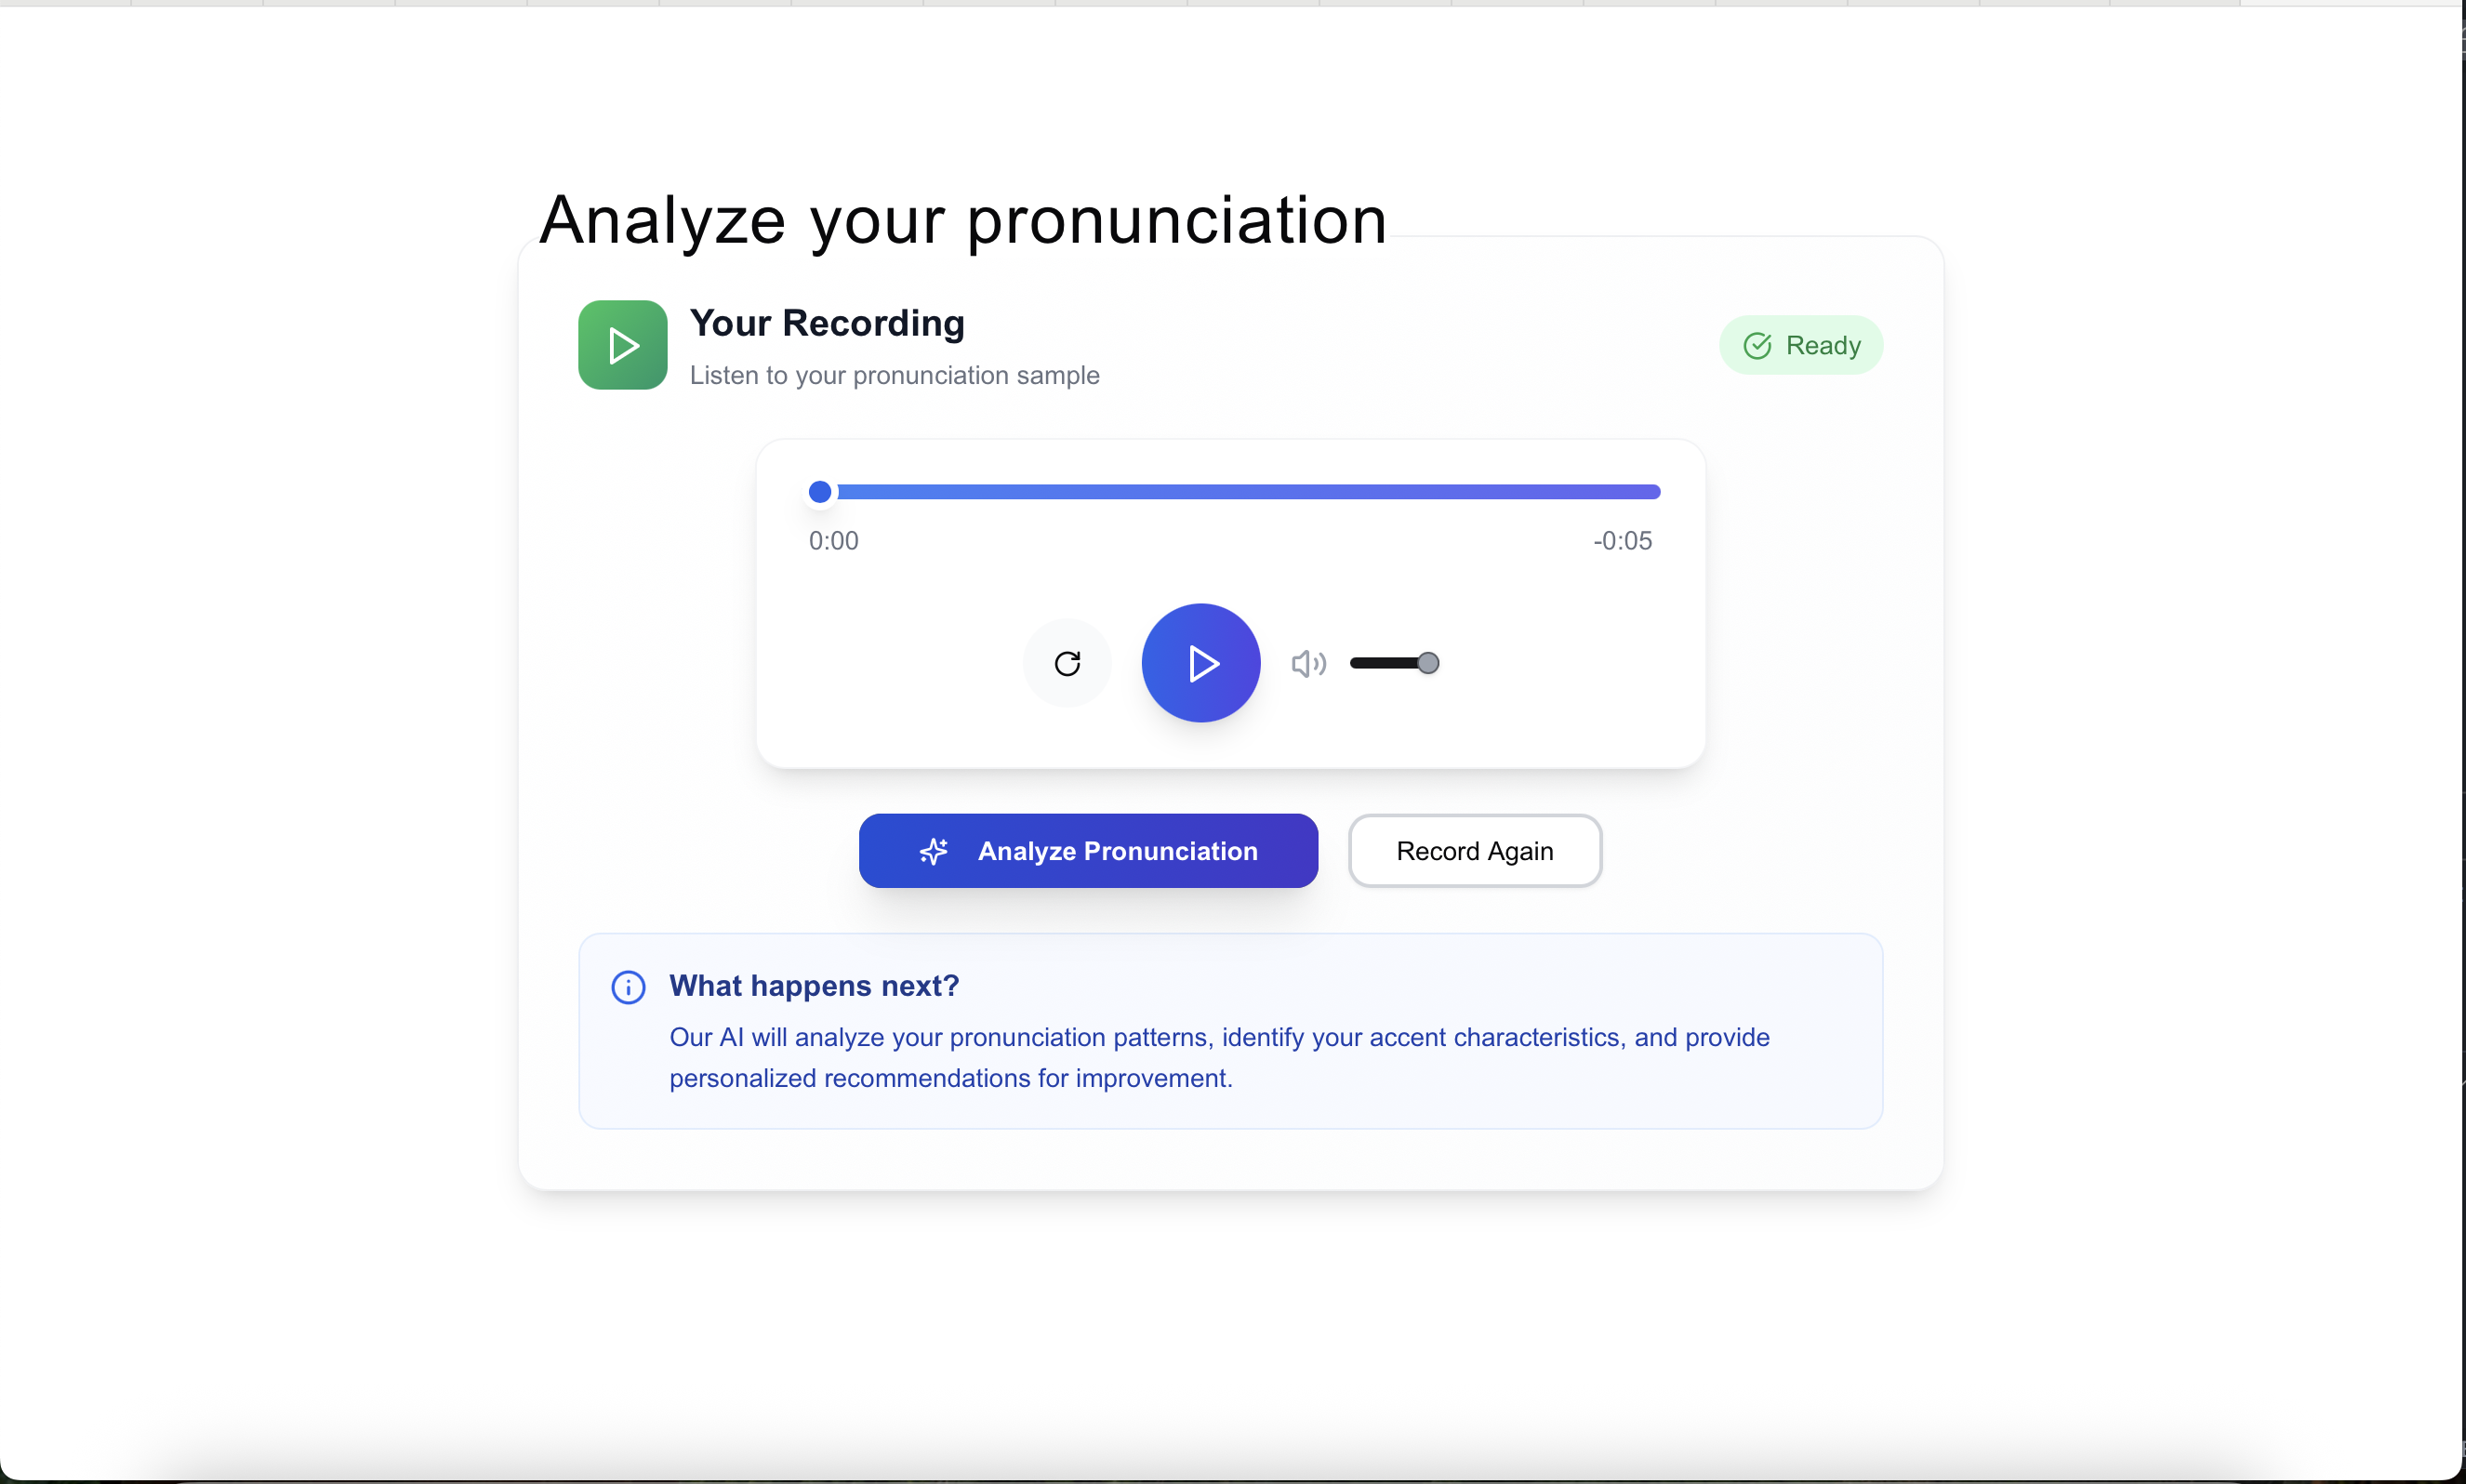 Analyze your pronunciation
Your Recording
Listen to your pronunciation sample
Ready
0:00
-0:05
Analyze Pronunciation
Record Again
What happens next?
Our AI will analyze your pronunciation patterns, identify your accent characteristics, and provide
personalized recommendations for improvement.